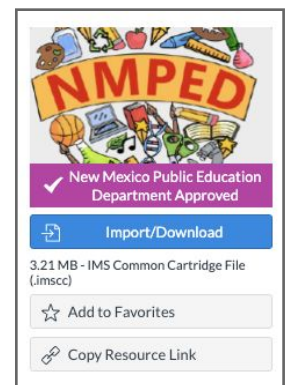 NMPED
New Mexico Public Education
Department Approved
Import/Download
3.21 MB - IMS Common Cartridge File
(.imscc)
Add to Favorites
Copy Resource Link